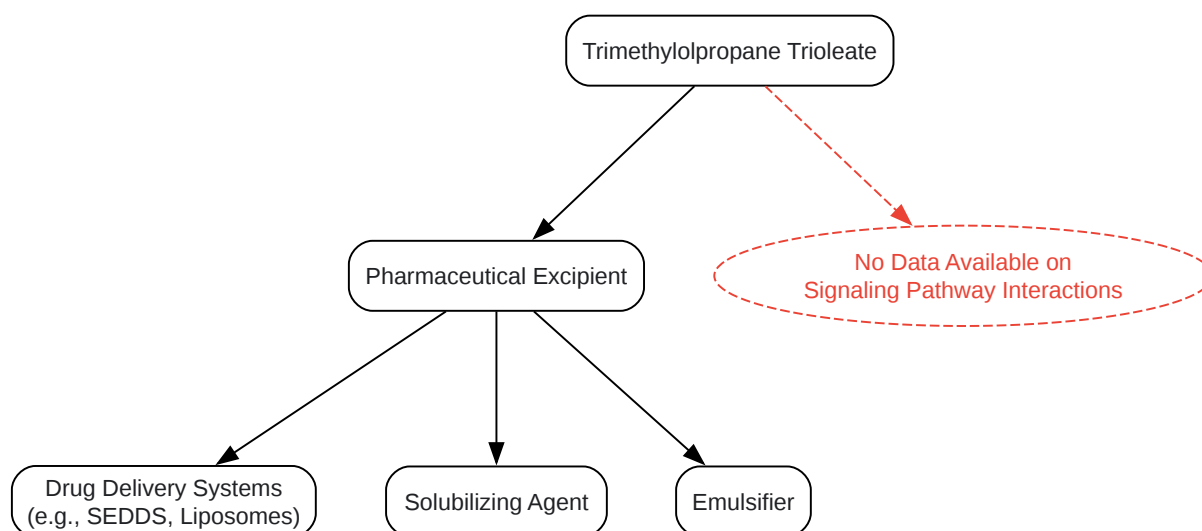 Trimethylolpropane Trioleate
Pharmaceutical Excipient
No Data Available on
Signaling Pathway Interactions
Drug Delivery Systems
(e.g., SEDDS, Liposomes)
Solubilizing Agent
Emulsifier